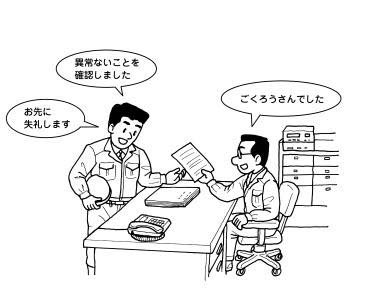 異常ないことを
確認しました
お先に
失礼します
ごくろうさんでした